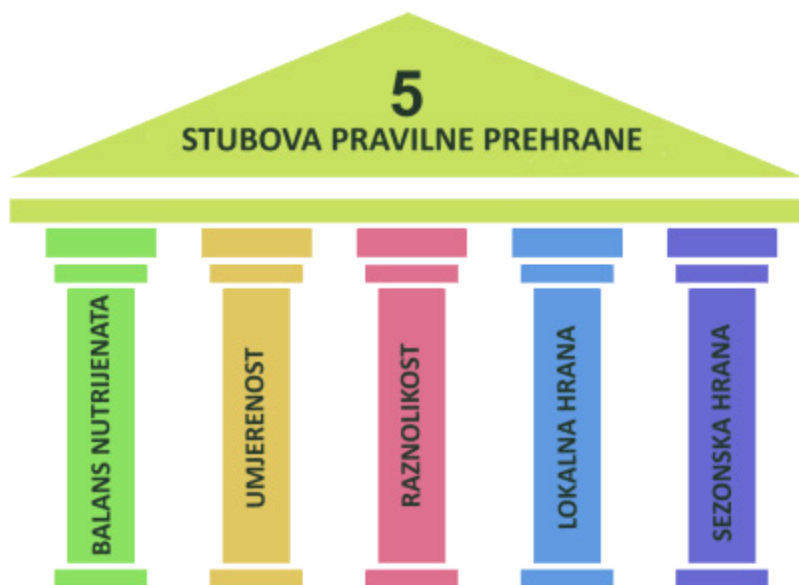 5
STUBOVA PRAVILNE PREHRANE
BALANS NUTRIJENATA
UMJERENOST
RAZNOLIKOST
LOKALNA HRANA
SEZONSKA HRANA